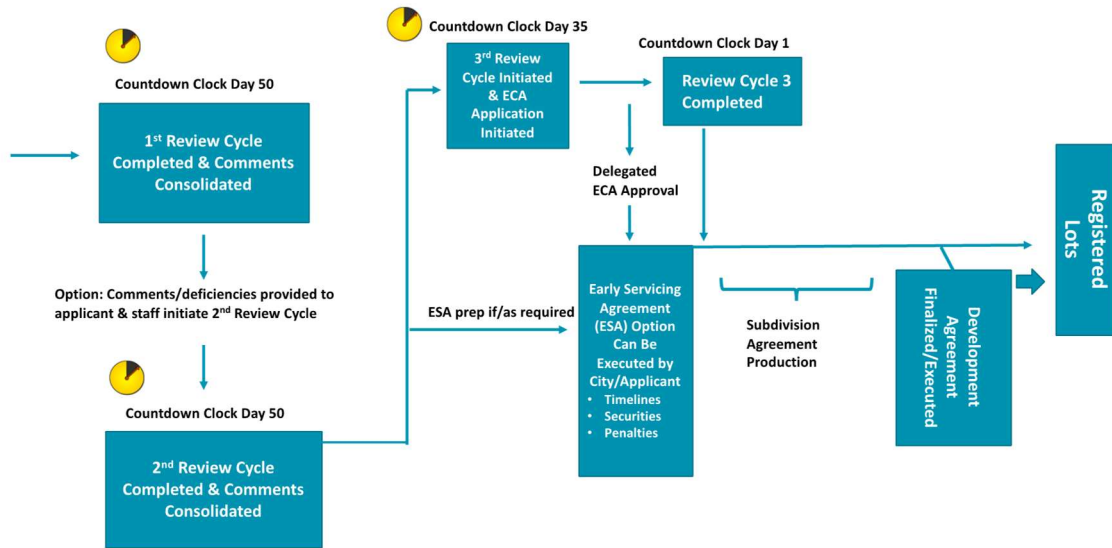 Countdown Clock Day 50
1st Review Cycle
Completed & Comments
Consolidated
Option: Comments/deficiencies provided to
applicant & staff initiate 2nd Review Cycle
Countdown Clock Day 50
2nd Review Cycle
Completed & Comments
Consolidated
Countdown Clock Day 35
3rd Review
Cycle Initiated
& ECA
Application
Initiated
Countdown Clock Day 1
Review Cycle 3
Completed
Delegated
ECA Approval
ESA prep if/as required
Early Servicing
Agreement
(ESA) Option
Can Be
Executed by
City/Applicant
• Timelines
• Securities
• Penalties
Subdivision
Agreement
Production
Development
Agreement
Finalized/Executed
Registered
Lots